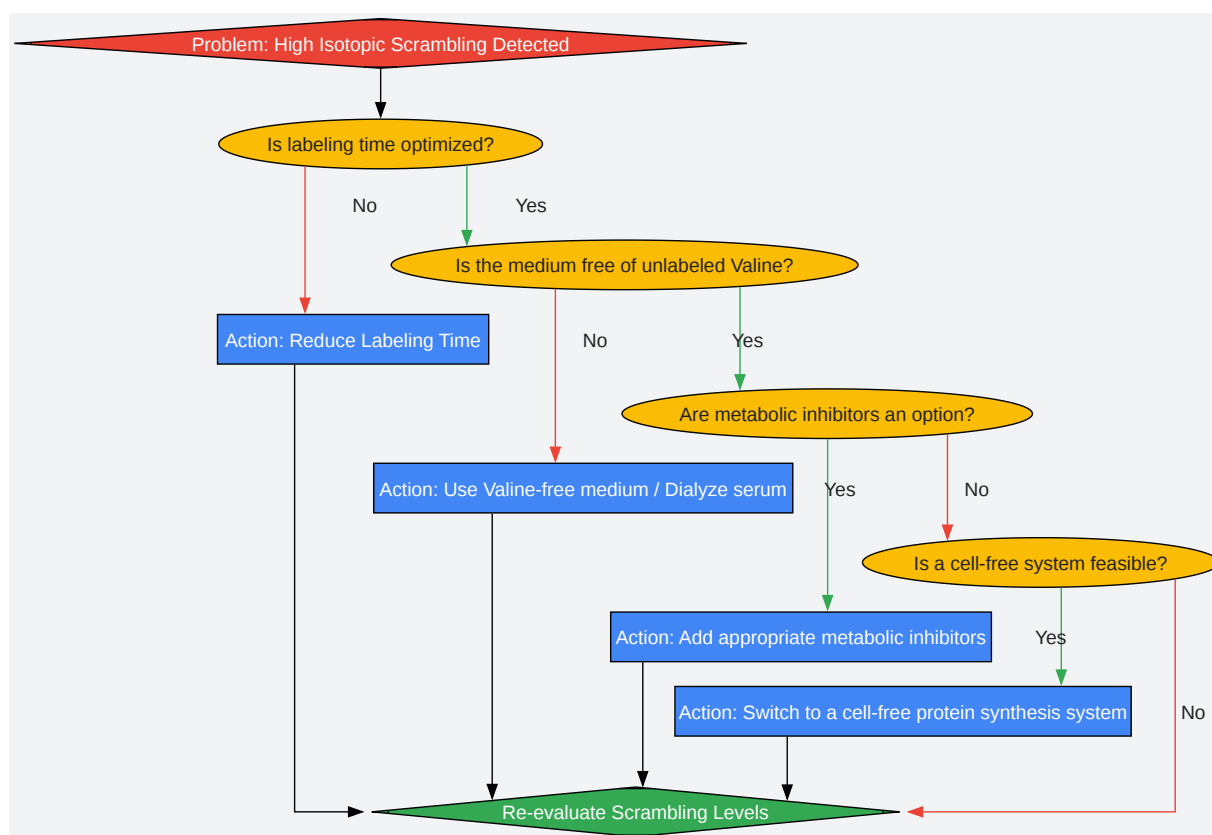 Problem: High Isotopic Scrambling Detected
Is labeling time optimized?
No
Yes
Is the medium free of unlabeled Valine?
Action: Reduce Labeling Time
No
Yes
Are metabolic inhibitors an option?
Action: Use Valine-free medium / Dialyze serum
Yes
No
Is a cell-free system feasible?
Action: Add appropriate metabolic inhibitors
Yes
Action: Switch to a cell-free protein synthesis system
No
Re-evaluate Scrambling Levels